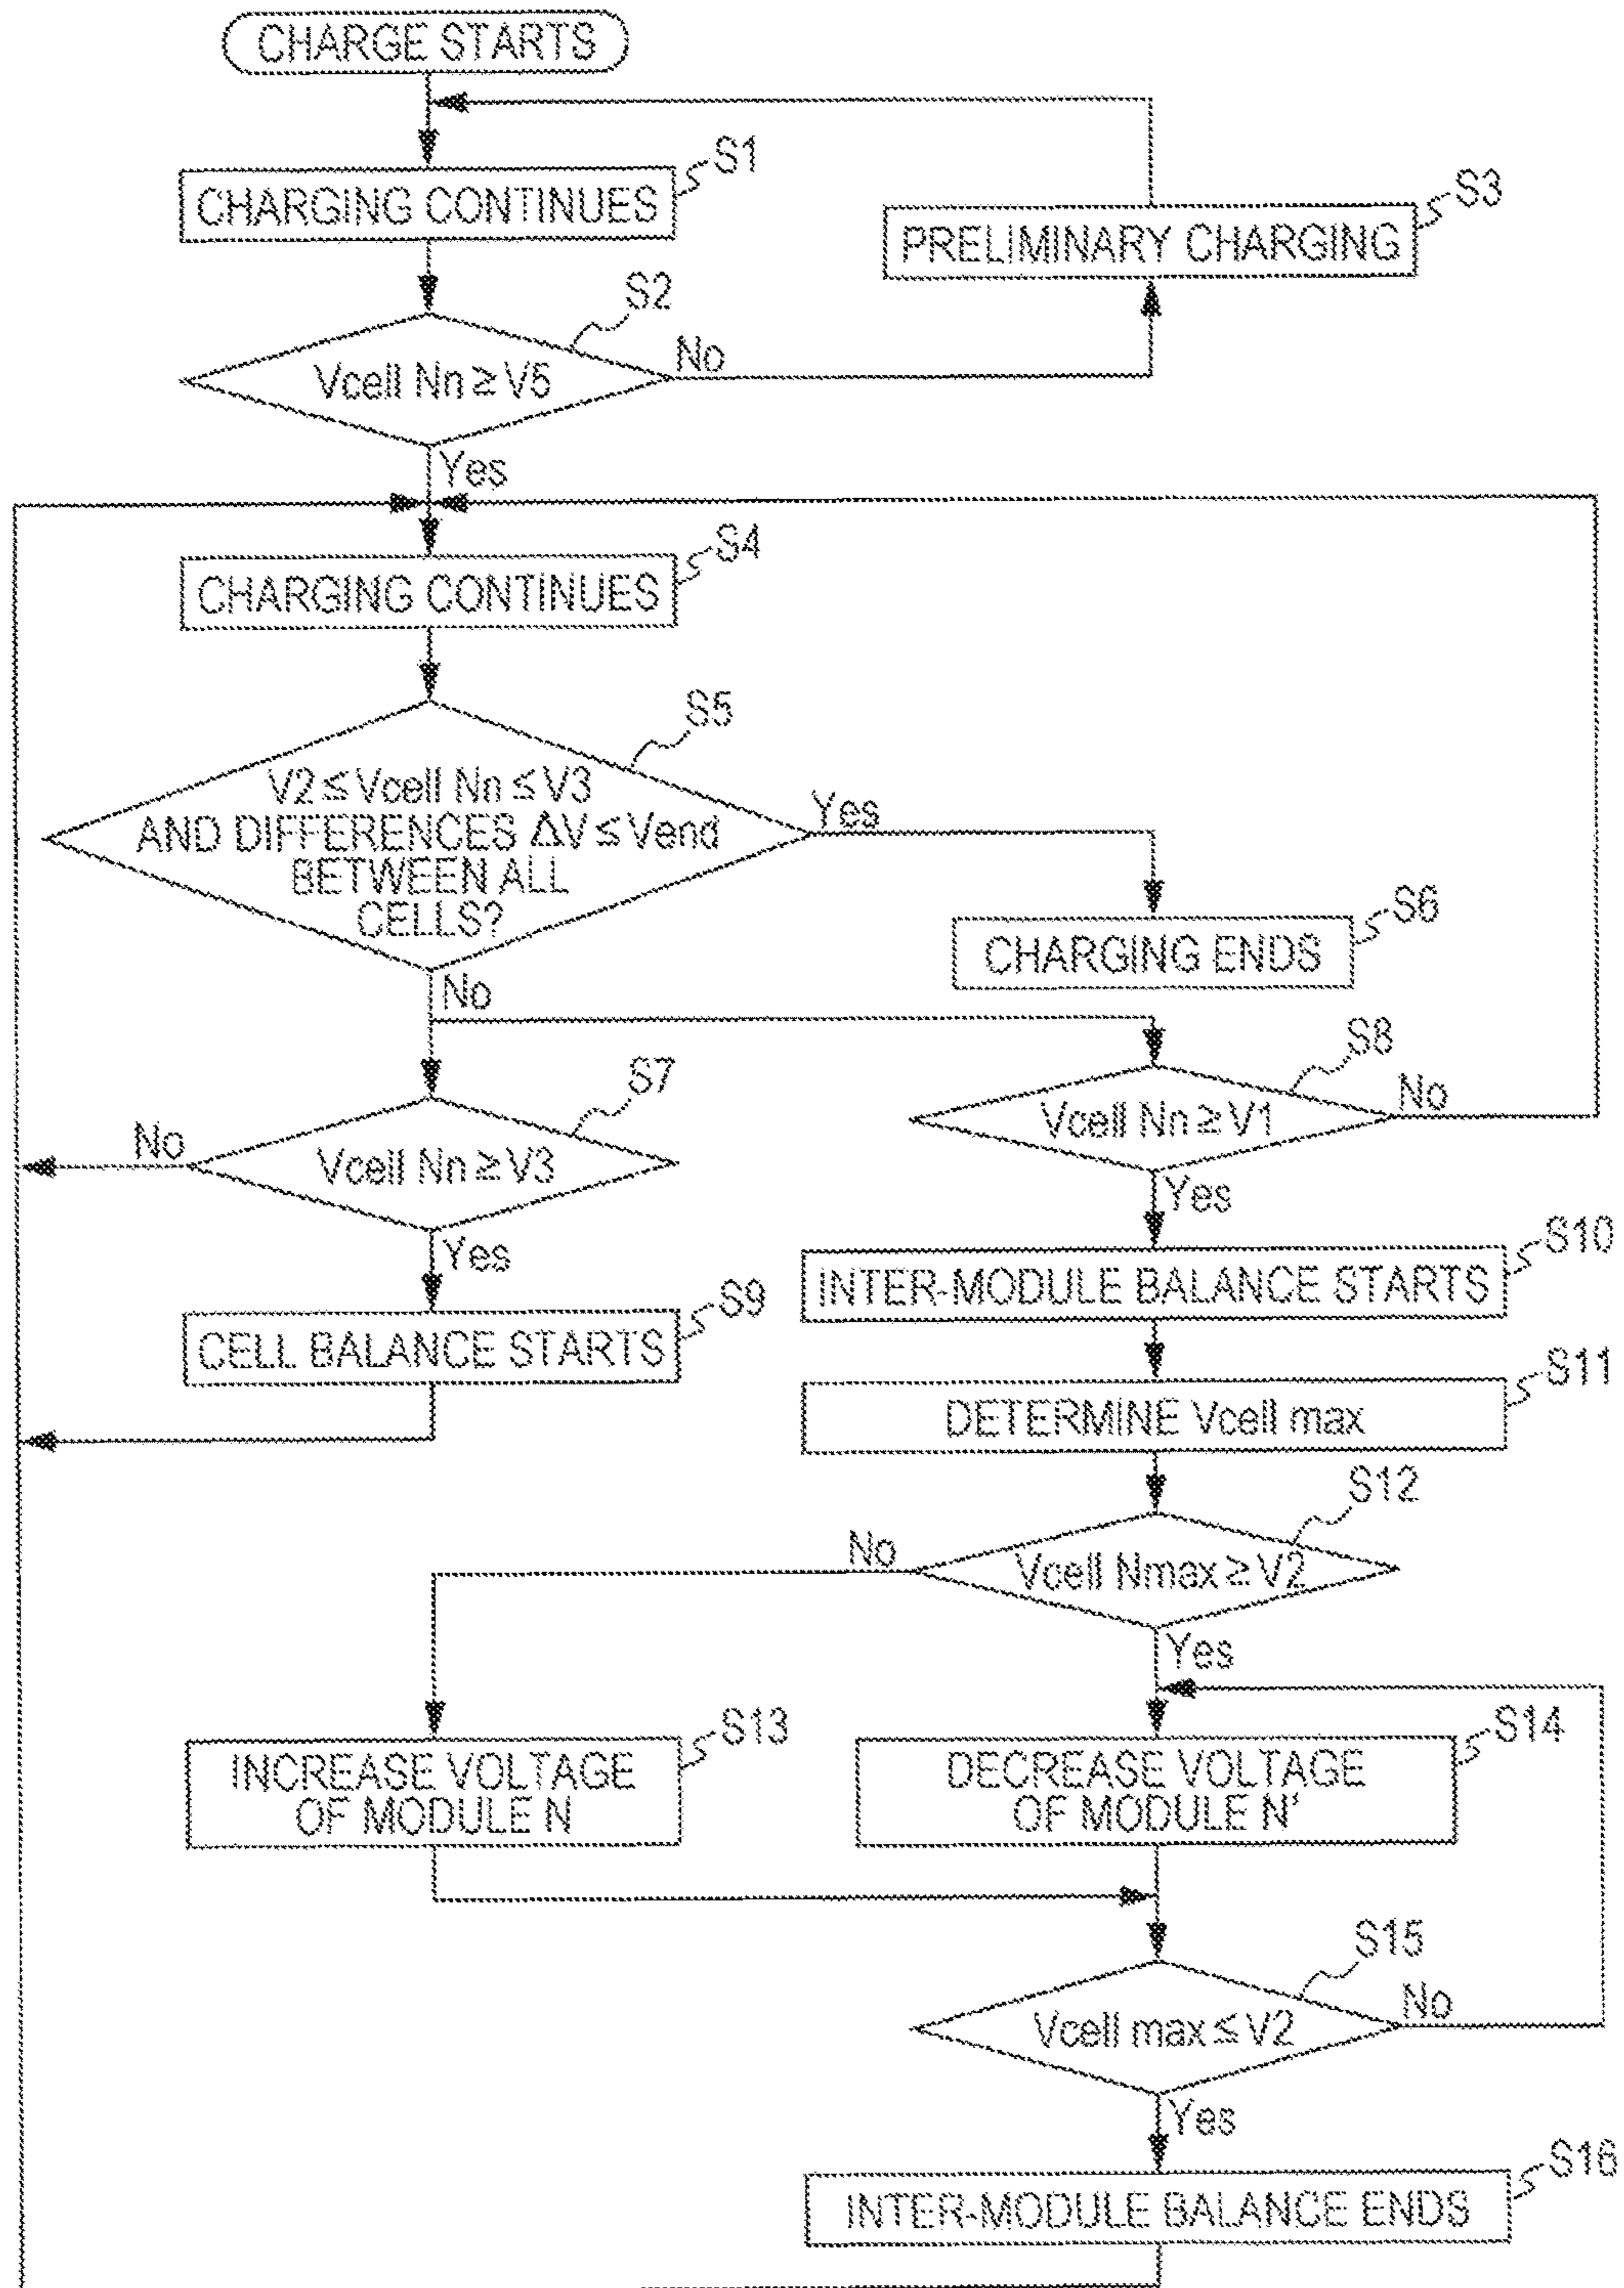 CHARGE STARTS
S1
CHARGING CONTINUES
S3
PRELIMINARY CHARGING
S2
Vcell Nn ≥ V5
No
Yes
S4
CHARGING CONTINUES
S5
V2 ≤ Vcell Nn ≤ V3
AND DIFFERENCES ΔV ≤ Vend
BETWEEN ALL
CELLS?
Yes
No
S6
CHARGING ENDS
S7
Vcell Nn ≥ V3
No
Yes
S8
Vcell Nn ≥ V1
No
Yes
S9
CELL BALANCE STARTS
S10
INTER-MODULE BALANCE STARTS
S11
DETERMINE Vcell max
S12
Vcell Nmax ≥ V2
No
Yes
S13
INCREASE VOLTAGE
OF MODULE N
S14
DECREASE VOLTAGE
OF MODULE N'
S15
Vcell max ≤ V2
No
Yes
S16
INTER-MODULE BALANCE ENDS